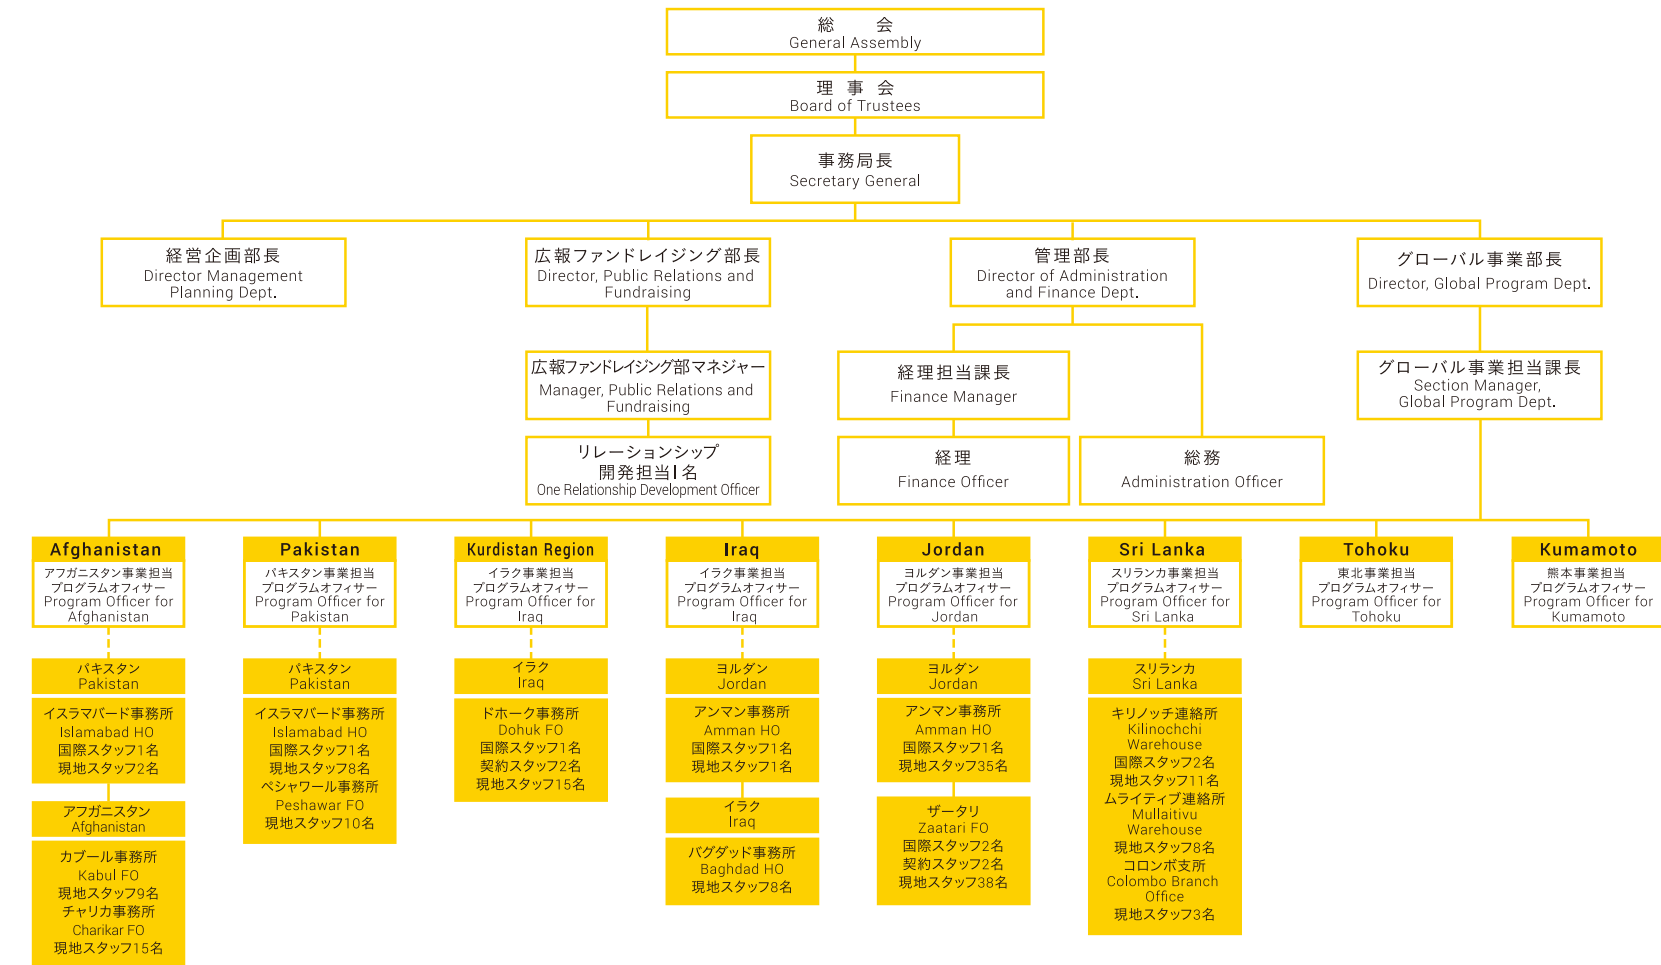 総 会
General Assembly
理 事 会
Board of Trustees
事務局長
Secretary General
経営企画部長
Director Management
Planning Dept.
広報ファンドレイジング部長
Director, Public Relations and
Fundraising
管理部長
Director of Administration
and Finance Dept.
グローバル事業部長
Director, Global Program Dept.
広報ファンドレイジング部マネジャー
Manager, Public Relations and
Fundraising
経理担当課長
Finance Manager
グローバル事業担当課長
Section Manager,
Global Program Dept.
リレーションシップ
開発担当1名
One Relationship Development Officer
経理
Finance Officer
総務
Administration Officer
Afghanistan
アフガニスタン事業担当
プログラムオフィサー
Program Officer for
Afghanistan
パキスタン
Pakistan
イスラマバード事務所
Islamabad HO
国際スタッフ1名
現地スタッフ2名
アフガニスタン
Afghanistan
カブール事務所
Kabul FO
現地スタッフ9名
チャリカ事務所
Charikar FO
現地スタッフ15名
Pakistan
パキスタン事業担当
プログラムオフィサー
Program Officer for
Pakistan
パキスタン
Pakistan
イスラマバード事務所
Islamabad HO
国際スタッフ1名
現地スタッフ8名
ペシャワール事務所
Peshawar FO
現地スタッフ10名
Kurdistan Region
イラク事業担当
プログラムオフィサー
Program Officer for
Iraq
イラク
Iraq
ドホーク事務所
Dohuk FO
国際スタッフ1名
契約スタッフ2名
現地スタッフ15名
Iraq
イラク事業担当
プログラムオフィサー
Program Officer for
Iraq
ヨルダン
Jordan
アンマン事務所
Amman HO
国際スタッフ1名
現地スタッフ1名
イラク
Iraq
バグダッド事務所
Baghdad HO
現地スタッフ8名
Jordan
ヨルダン事業担当
プログラムオフィサー
Program Officer for
Jordan
ヨルダン
Jordan
アンマン事務所
Amman HO
国際スタッフ1名
現地スタッフ35名
ザータリ
Zaatari FO
国際スタッフ2名
契約スタッフ2名
現地スタッフ38名
Sri Lanka
スリランカ事業担当
プログラムオフィサー
Program Officer for
Sri Lanka
スリランカ
Sri Lanka
キリノッチ連絡所
Kilinochchi
Warehouse
国際スタッフ2名
現地スタッフ11名
ムライティブ連絡所
Mullaitivu
Warehouse
現地スタッフ8名
コロンボ支所
Colombo Branch
Office
現地スタッフ3名
Tohoku
東北事業担当
プログラムオフィサー
Program Officer for
Tohoku
Kumamoto
熊本事業担当
プログラムオフィサー
Program Officer for
Kumamoto